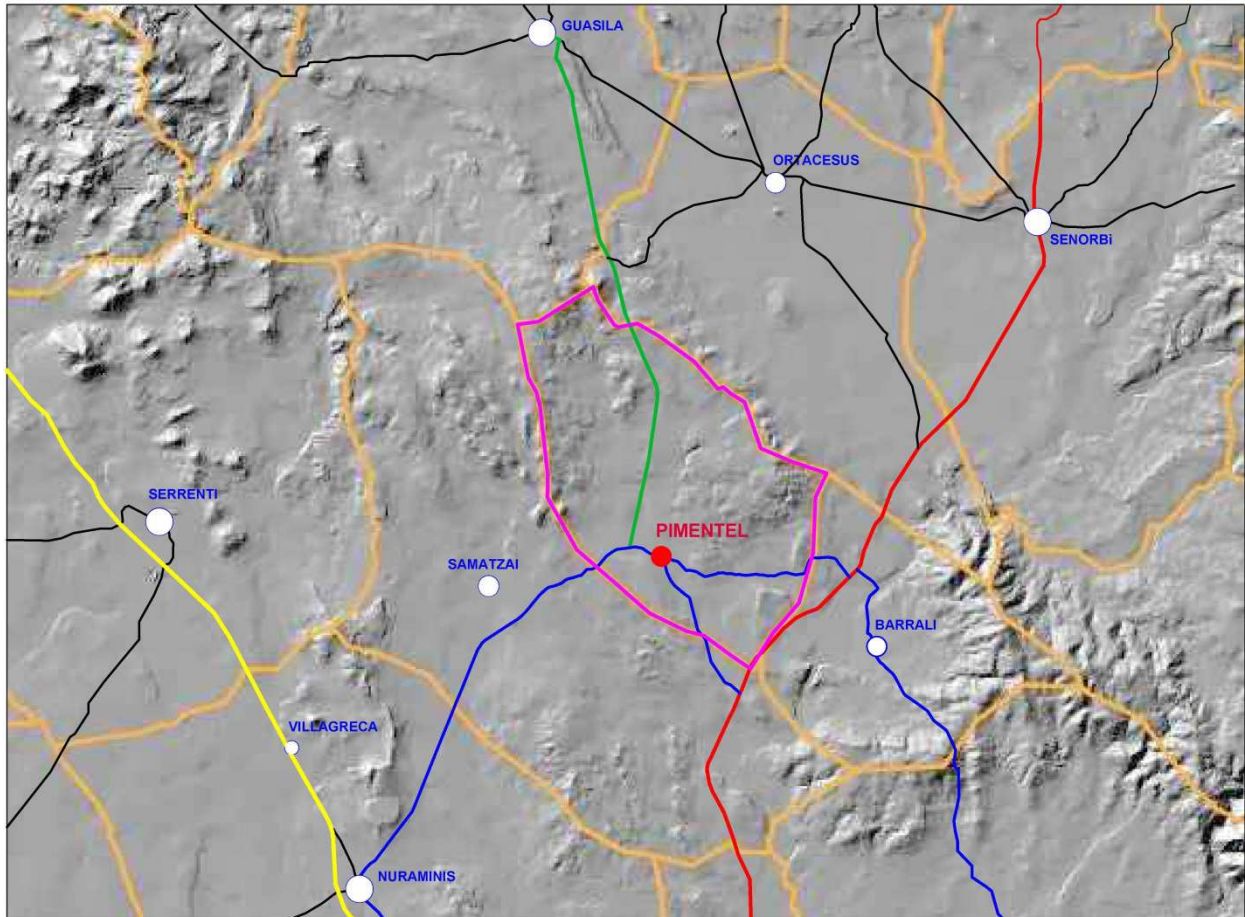 GUASILA
ORTACESUS
SENORBi
SERRENTI
PIMENTEL
SAMATZAI
BARRALI
VILLAGRECA
NURAMINIS